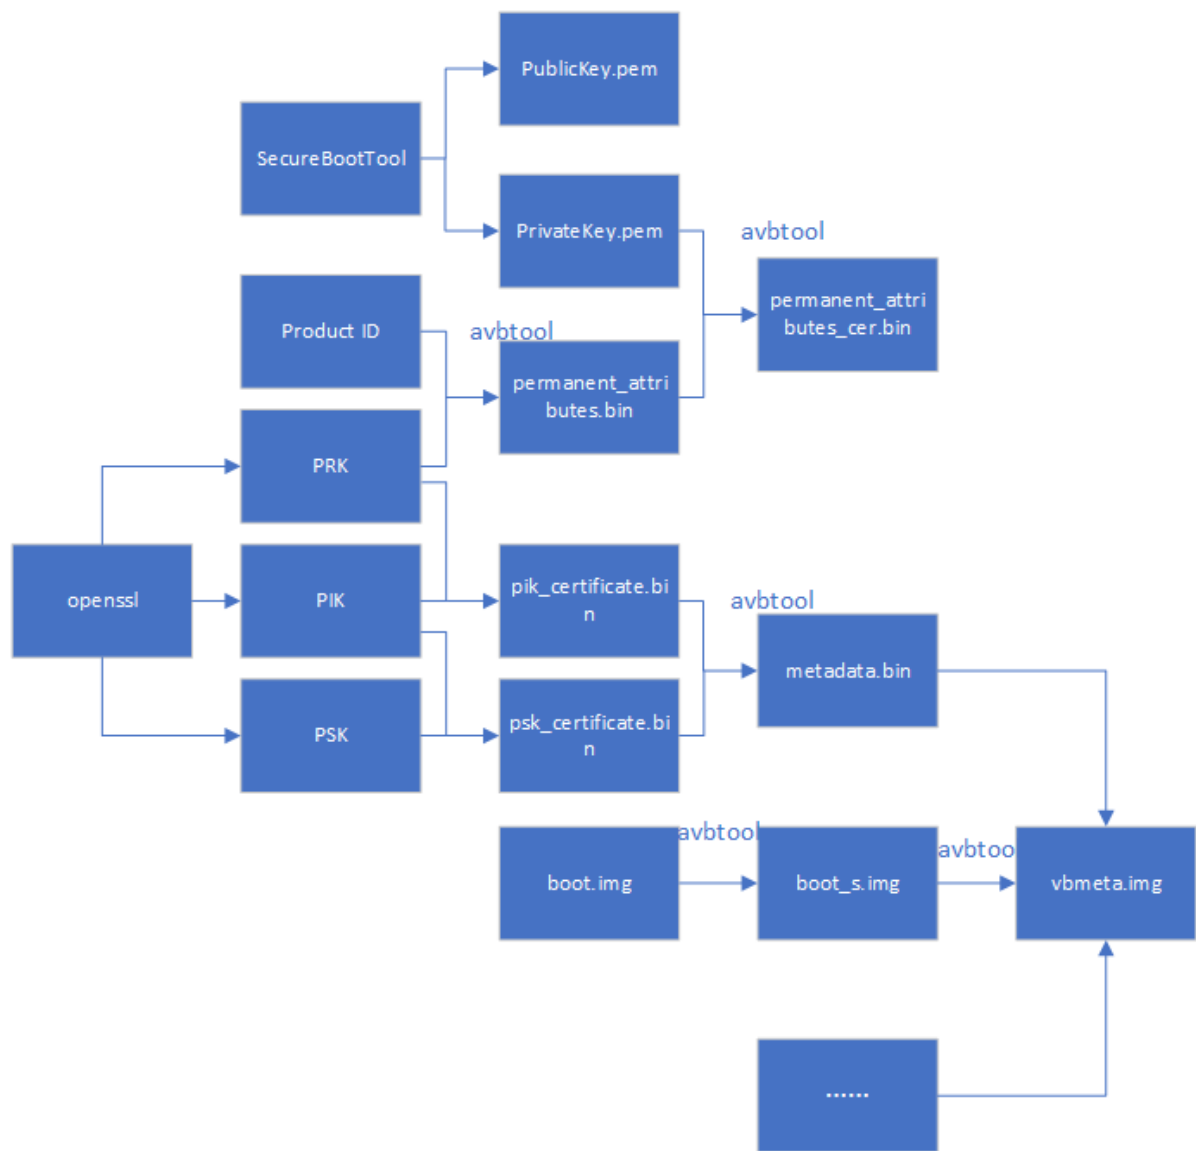 PublicKey.pem
SecureBootTool
PrivateKey.pem
avbtool
permanent_attri
butes_cer.bin
Product ID
avbtool
permanent_attri
butes.bin
PRK
openssl
PIK
pik_certificate.bi
n
avbtool
metadata.bin
PSK
psk_certificate.bi
n
boot.img
avbtool
boot_s.img
avbtool
vbmeta.img
......